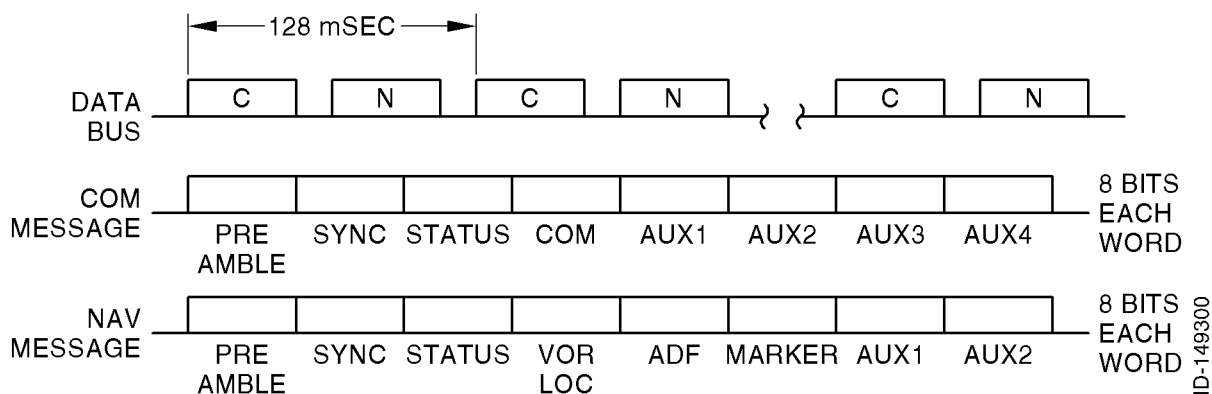 128 mSEC
DATA BUS C N C N C N
COM MESSAGE
PRE AMBLE SYNC STATUS COM AUX1 AUX2 AUX3 AUX4
8 BITS EACH WORD
NAV MESSAGE
PRE AMBLE SYNC STATUS VOR LOC ADF MARKER AUX1 AUX2
8 BITS EACH WORD
ID-149300